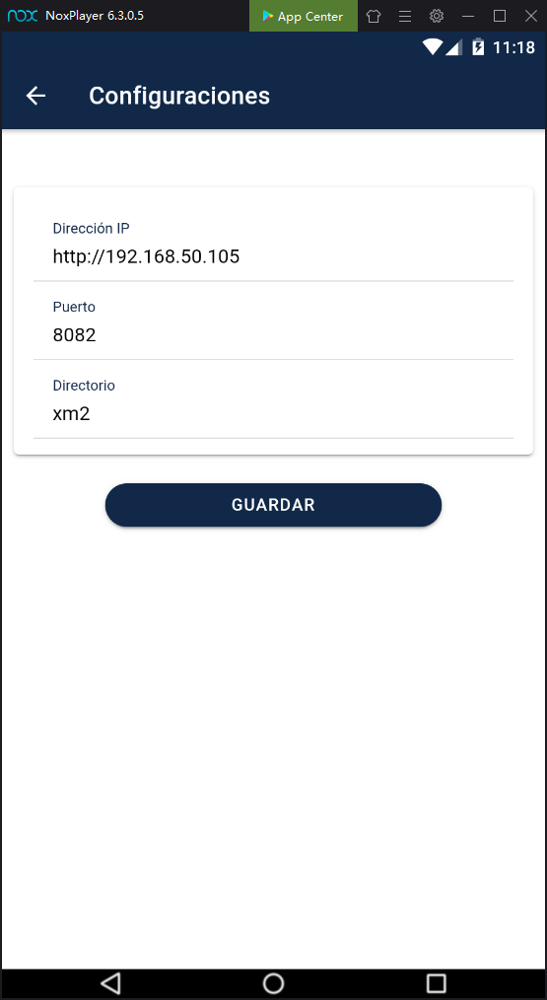 nox NoxPlayer 6.3.0.5 App Center
11:18
Configuraciones
Dirección IP
http://192.168.50.105
Puerto
8082
Directorio
xm2
GUARDAR